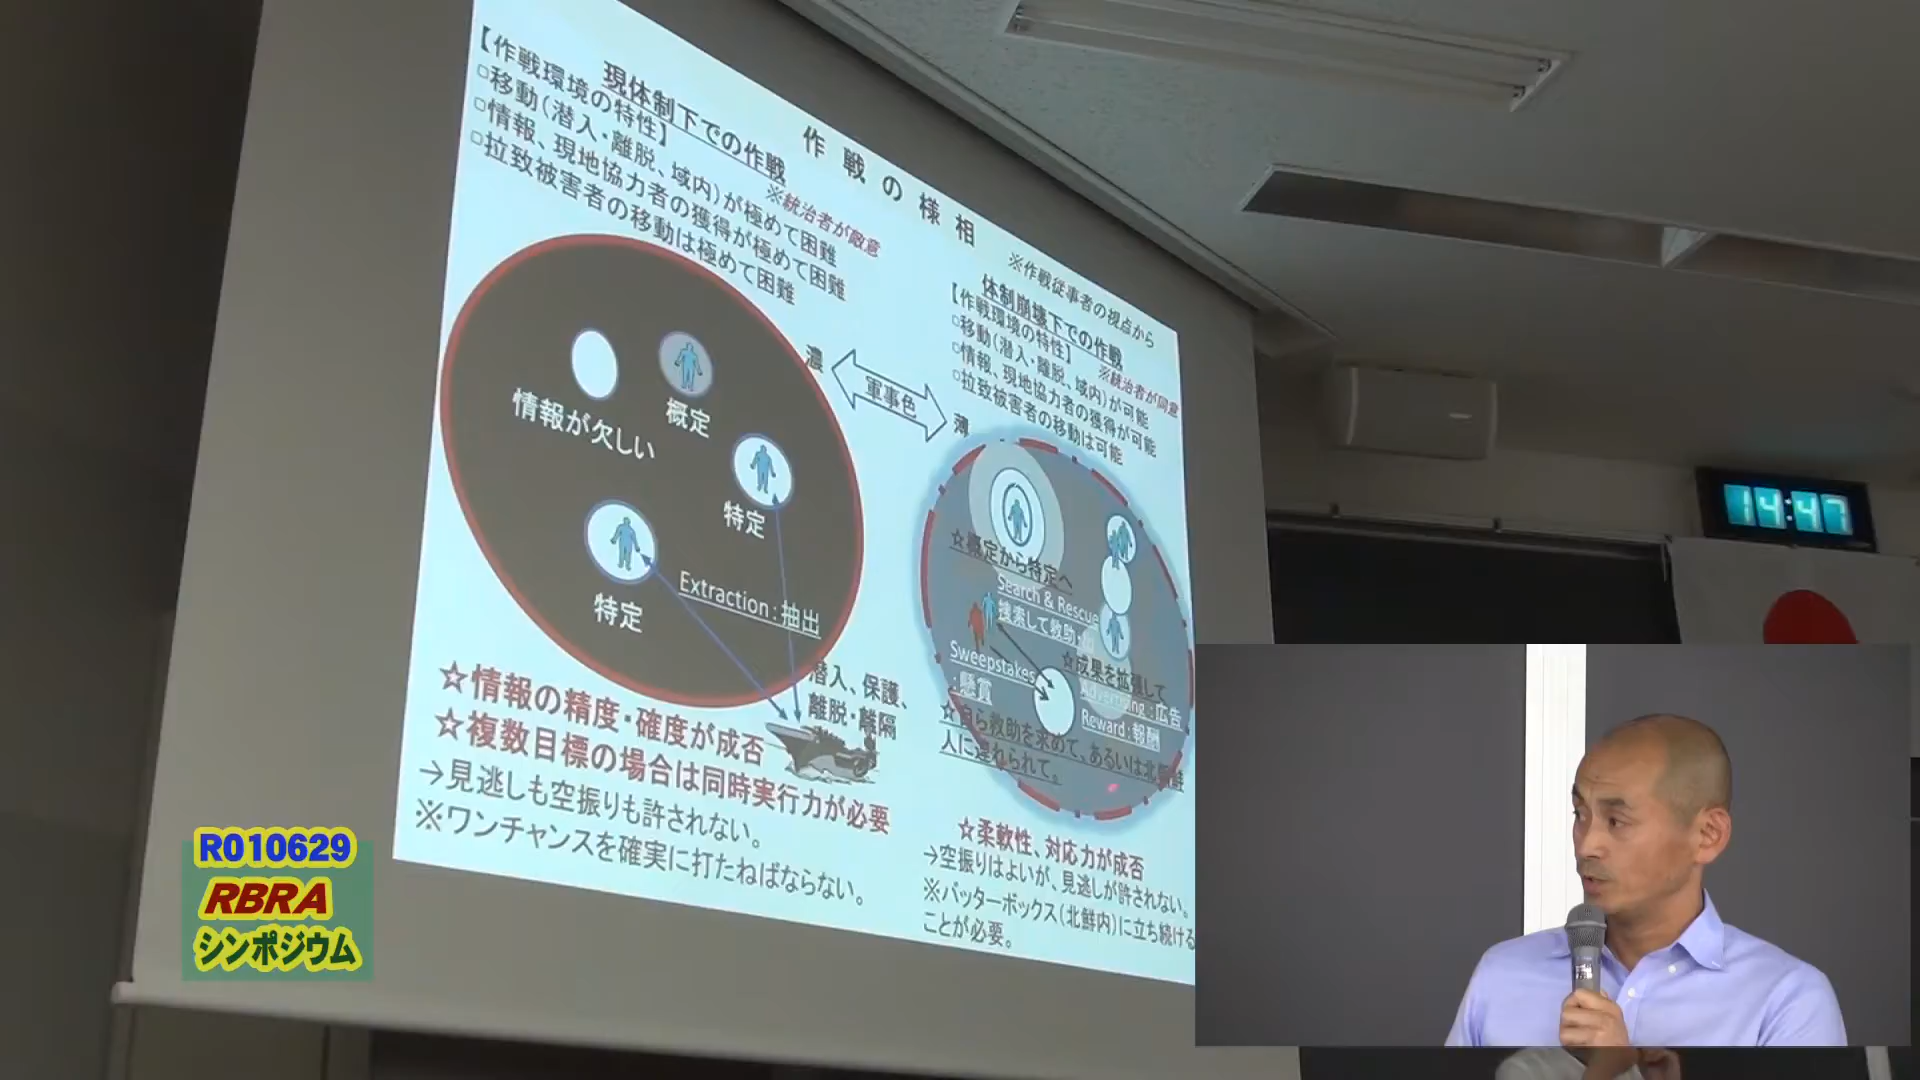 作戦の様相
※作戦従事者の視点から
現体制下での作戦
※統治者が敵意
【作戦環境の特性】
□移動(潜入・離脱、域内)が極めて困難
□情報、現地協力者の獲得が極めて困難
□拉致被害者の移動は極めて困難
情報が欠しい
概定
特定
特定
Extraction:抽出
潜入、保護、
離脱・離隔
☆情報の精度・確度が成否
☆複数目標の場合は同時実行力が必要
→見逃しも空振りも許されない。
※ワンチャンスを確実に打たねばならない。
濃
軍事色
薄
体制崩壊下での作戦
※統治者が同意
【作戦環境の特性】
□移動(潜入・離脱、域内)が可能
□情報、現地協力者の獲得が可能
□拉致被害者の移動は可能
☆概定から特定へ
Search & Rescue
捜索して救助
Sweepstakes
:懸賞
☆成果を拡張して
Advertising:広告
Reward:報酬
☆自ら救助を求めて、あるいは北朝鮮
人に連れられて。
☆柔軟性、対応力が成否
→空振りはよいが、見逃しが許されない。
※バッターボックス(北鮮内)に立ち続ける
ことが必要。
14:47
R010629
RBRA
シンポジウム